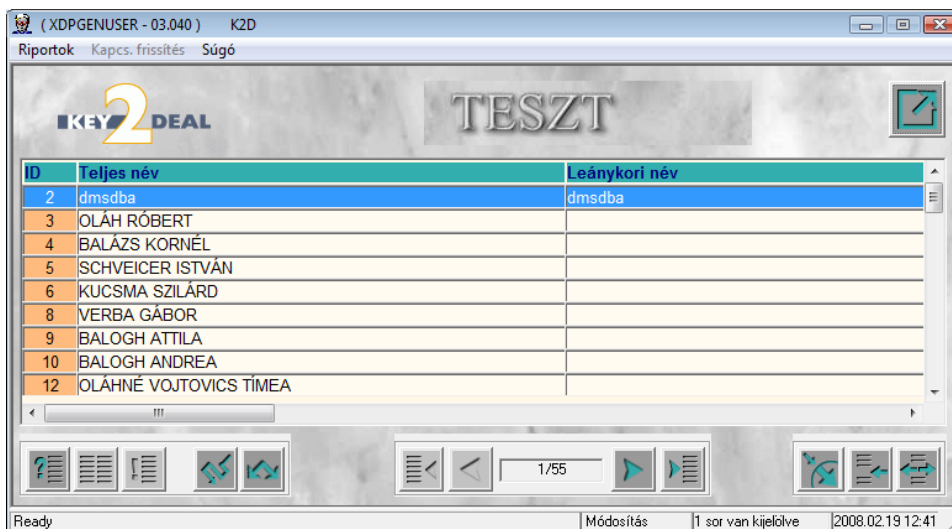 ( XDPGENUSER - 03.040 ) K2D
Riportok Kapcs. frissítés Súgó
KEY 2 DEAL
TESZT
ID Teljes név Leánykori név
2 dmsdba dmsdba
3 OLÁH RÓBERT
4 BALÁZS KORNÉL
5 SCHVEICER ISTVÁN
6 KUCSMA SZILÁRD
8 VERBA GÁBOR
9 BALOGH ATTILA
10 BALOGH ANDREA
12 OLÁHNÉ VOJTOVICS TÍMEA
1/55
Ready Módosítás 1 sor van kijelölve 2008.02.19 12:41